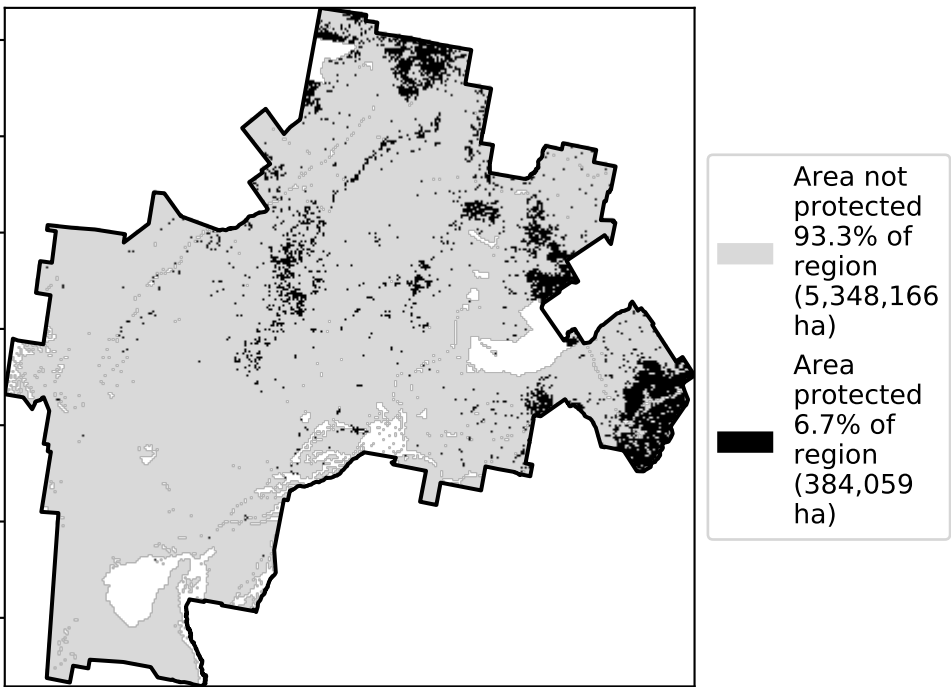 Area not
protected
93.3% of
region
(5,348,166
ha)
Area
protected
6.7% of
region
(384,059
ha)